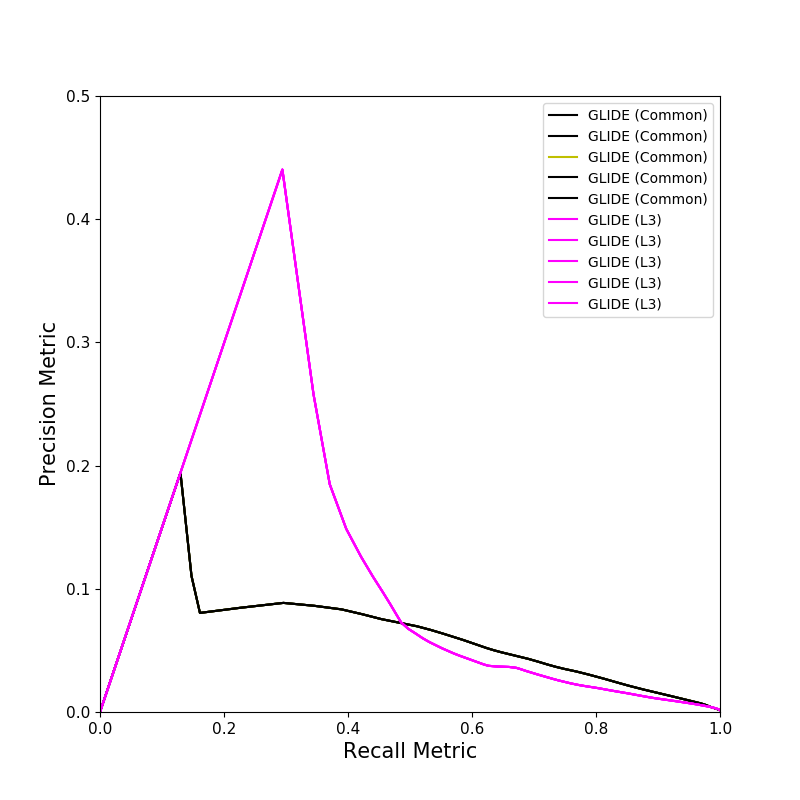 0.5
0.4
0.3
0.2
0.1
0.0
Precision Metric
GLIDE (Common)
GLIDE (Common)
GLIDE (Common)
GLIDE (Common)
GLIDE (Common)
GLIDE (L3)
GLIDE (L3)
GLIDE (L3)
GLIDE (L3)
GLIDE (L3)
0.0 0.2 0.4 0.6 0.8 1.0
Recall Metric